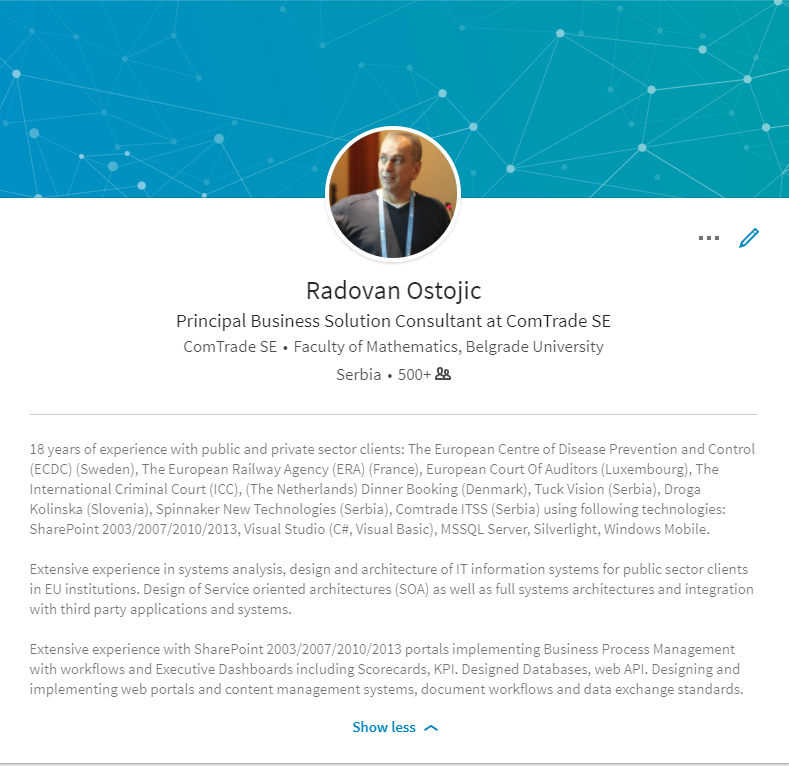 Radovan Ostojic
Principal Business Solution Consultant at ComTrade SE
ComTrade SE • Faculty of Mathematics, Belgrade University
Serbia • 500+
18 years of experience with public and private sector clients: The European Centre of Disease Prevention and Control
(ECDC) (Sweden), The European Railway Agency (ERA) (France), European Court Of Auditors (Luxembourg), The
International Criminal Court (ICC), (The Netherlands) Dinner Booking (Denmark), Tuck Vision (Serbia), Droga
Kolinska (Slovenia), Spinnaker New Technologies (Serbia), Comtrade ITSS (Serbia) using following technologies:
SharePoint 2003/2007/2010/2013, Visual Studio (C#, Visual Basic), MSSQL Server, Silverlight, Windows Mobile.
Extensive experience in systems analysis, design and architecture of IT information systems for public sector clients
in EU institutions. Design of Service oriented architectures (SOA) as well as full systems architectures and integration
with third party applications and systems.
Extensive experience with SharePoint 2003/2007/2010/2013 portals implementing Business Process Management
with workflows and Executive Dashboards including Scorecards, KPI. Designed Databases, web API. Designing and
implementing web portals and content management systems, document workflows and data exchange standards.
Show less